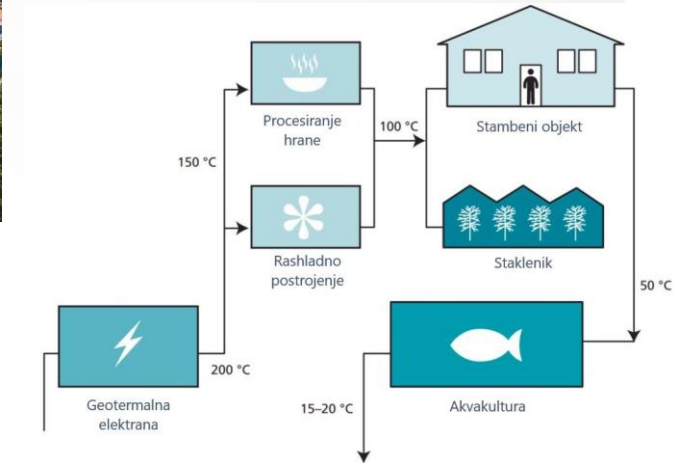 Procesiranje
hrane
100 °C
Stambeni objekt
150 °C
Rashladno
postrojenje
Staklenik
50 °C
200 °C
Geotermalna
elektrana
15–20 °C
Akvakultura